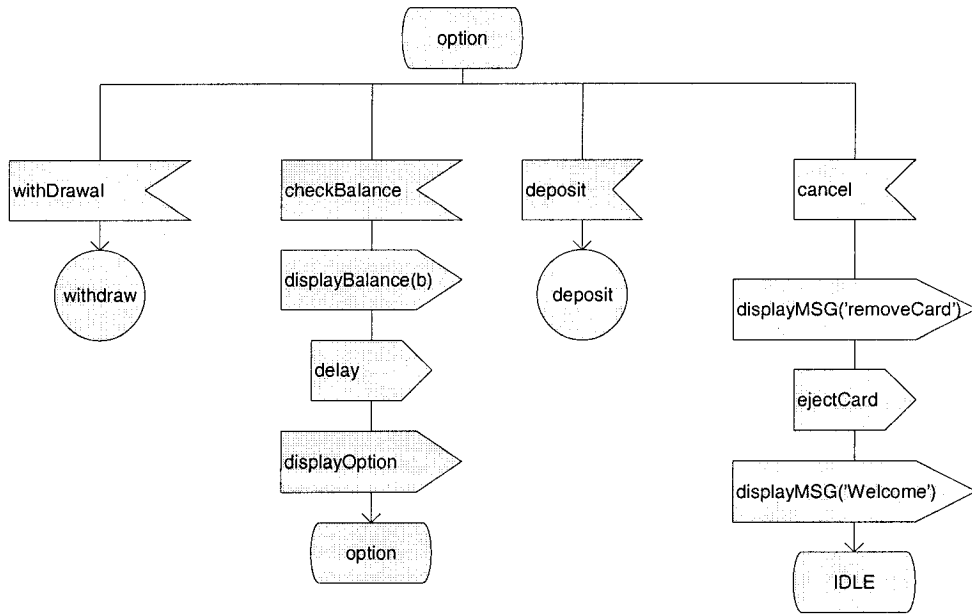 option
withDrawal
checkBalance
deposit
cancel
withdraw
displayBalance(b)
deposit
displayMSG('removeCard')
delay
ejectCard
displayOption
displayMSG('Welcome')
option
IDLE